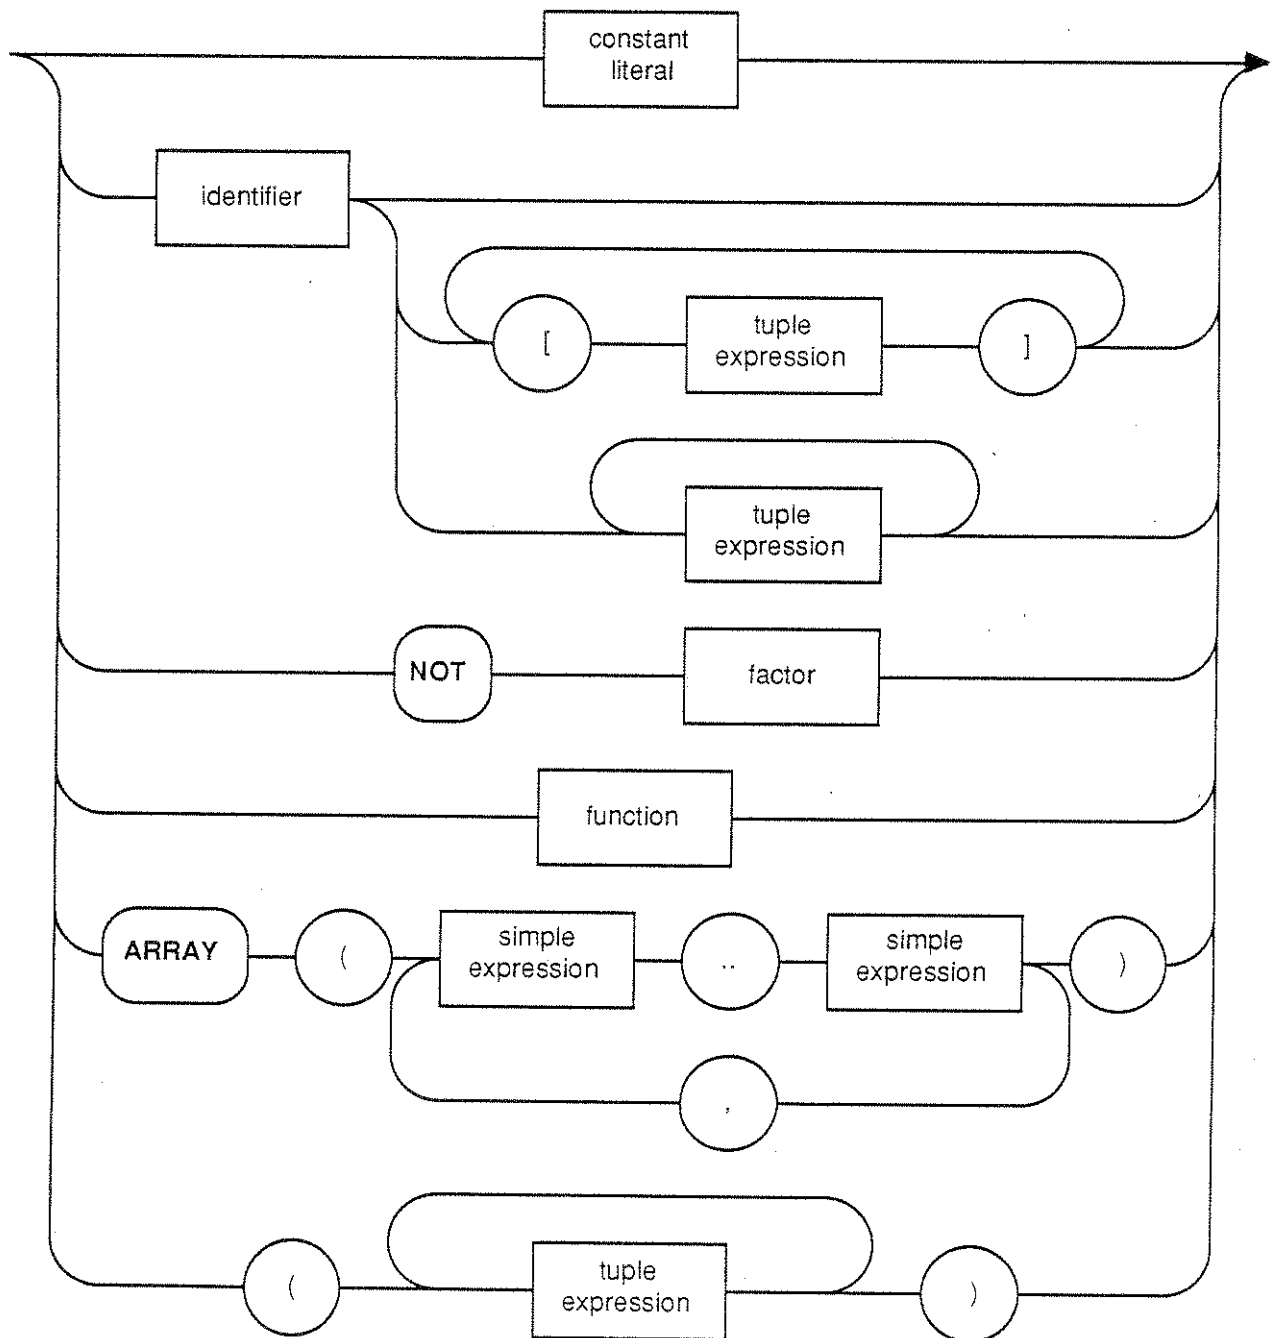 constant
literal
identifier
[
tuple
expression
]
tuple
expression
NOT
factor
function
ARRAY
(
simple
expression
..
simple
expression
)
,
(
tuple
expression
)